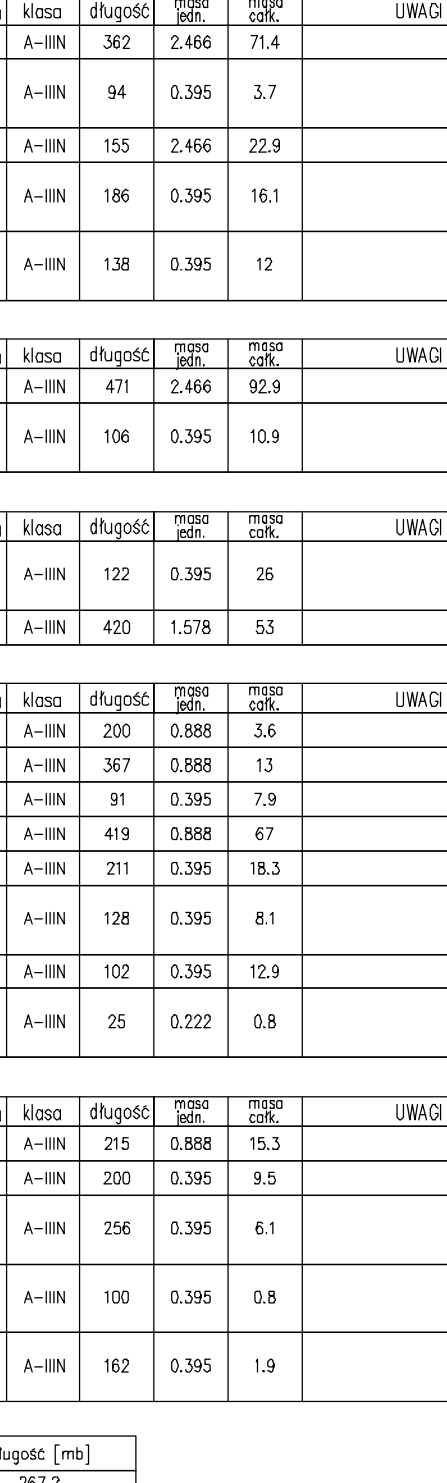 klasa długość masa jedn. masa całk. UWAGI
A-IIIN 362 2.466 71.4
A-IIIN 94 0.395 3.7
A-IIIN 155 2.466 22.9
A-IIIN 186 0.395 16.1
A-IIIN 138 0.395 12
klasa długość masa jedn. masa całk. UWAGI
A-IIIN 471 2.466 92.9
A-IIIN 106 0.395 10.9
klasa długość masa jedn. masa całk. UWAGI
A-IIIN 122 0.395 26
A-IIIN 420 1.578 53
klasa długość masa jedn. masa całk. UWAGI
A-IIIN 200 0.888 3.6
A-IIIN 367 0.888 13
A-IIIN 91 0.395 7.9
A-IIIN 419 0.888 67
A-IIIN 211 0.395 18.3
A-IIIN 128 0.395 8.1
A-IIIN 102 0.395 12.9
A-IIIN 25 0.222 0.8
klasa długość masa jedn. masa całk. UWAGI
A-IIIN 215 0.888 15.3
A-IIIN 200 0.395 9.5
A-IIIN 256 0.395 6.1
A-IIIN 100 0.395 0.8
A-IIIN 162 0.395 1.9
ługość [mb]
267.2